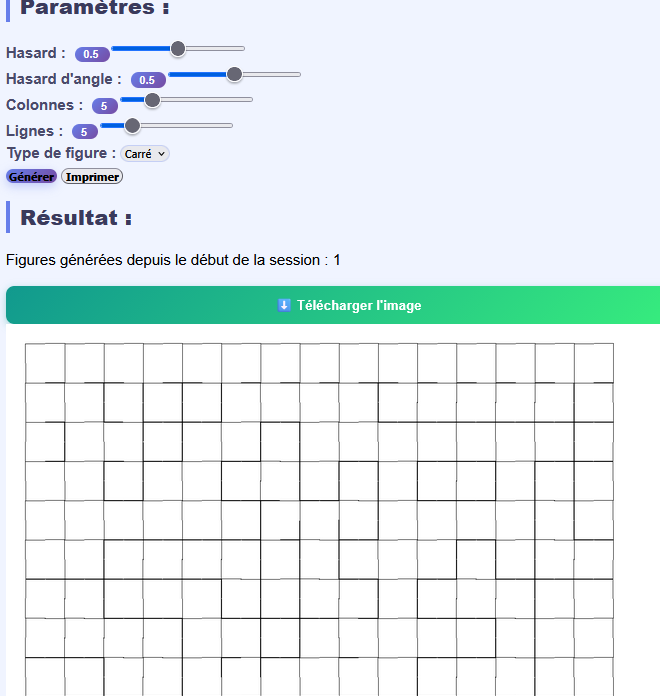 Paramètres :
Hasard : 0.5
Hasard d'angle : 0.5
Colonnes : 5
Lignes : 5
Type de figure : Carré
Générer Imprimer
Résultat :
Figures générées depuis le début de la session : 1
⬇️ Télécharger l'image